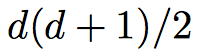 d(d + 1)/2